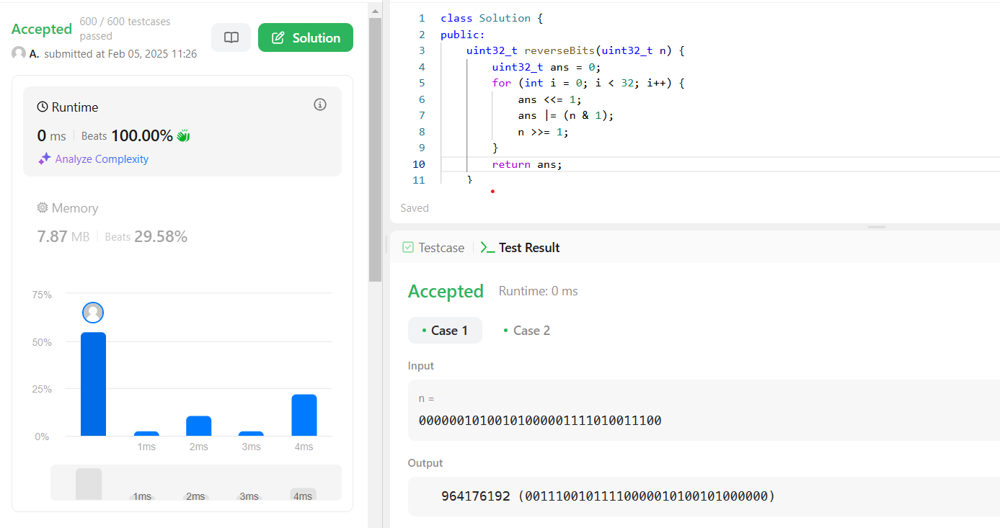 Accepted
600 / 600 testcases
passed
A. submitted at Feb 05, 2025 11:26
Solution
Runtime
0 ms Beats 100.00%
Analyze Complexity
Memory
7.87 MB Beats 29.58%
75%
50%
25%
0%
1ms 2ms 3ms 4ms
1ms 2ms 3ms 4ms
1 class Solution {
2 public:
3 uint32_t reverseBits(uint32_t n) {
4 uint32_t ans = 0;
5 for (int i = 0; i < 32; i++) {
6 ans <<= 1;
7 ans |= (n & 1);
8 n >>= 1;
9 }
10 return ans;
11 }
Saved
Testcase
Test Result
Accepted Runtime: 0 ms
Case 1 Case 2
Input
n =
00000010100101000001111010011100
Output
964176192 (00111001011110000010100101000000)